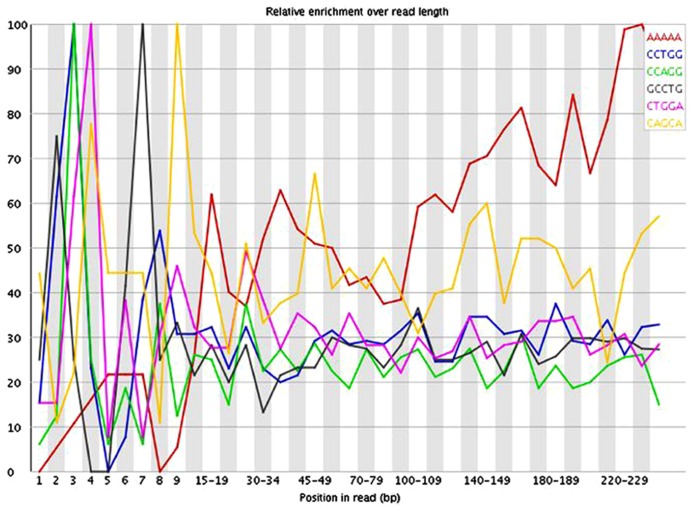 Relative enrichment over read length
100
90
80
70
60
50
40
30
20
10
0
AAAAA
CCTGG
CCAGG
GCCTG
CTGGA
CAGCA
1 2 3 4 5 6 7 8 9 15-19 30-34 45-49 70-79 100-109 140-149 180-189 220-229
Position in read (bp)